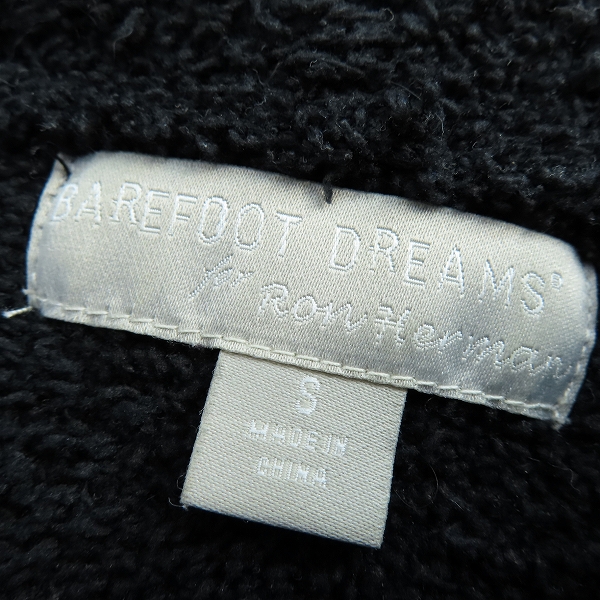 BAREFOOT DREAMS®
for Ron Herman
S
MADE IN
CHINA